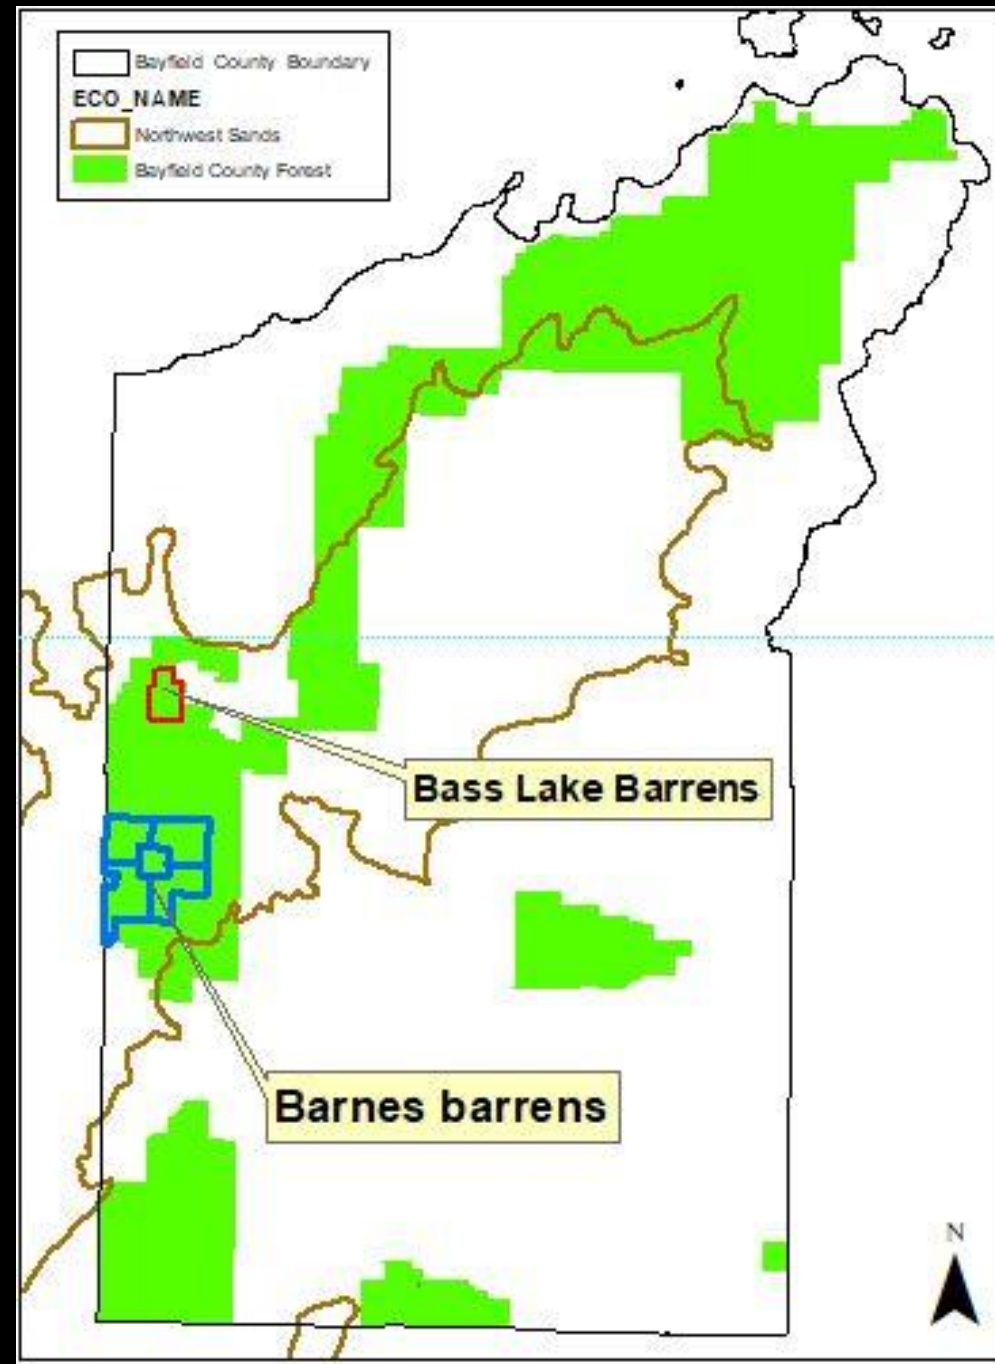 Bayfield County Boundary
ECO_NAME
Northwest Sands
Bayfield County Forest
Bass Lake Barrens
Barnes barrens
N